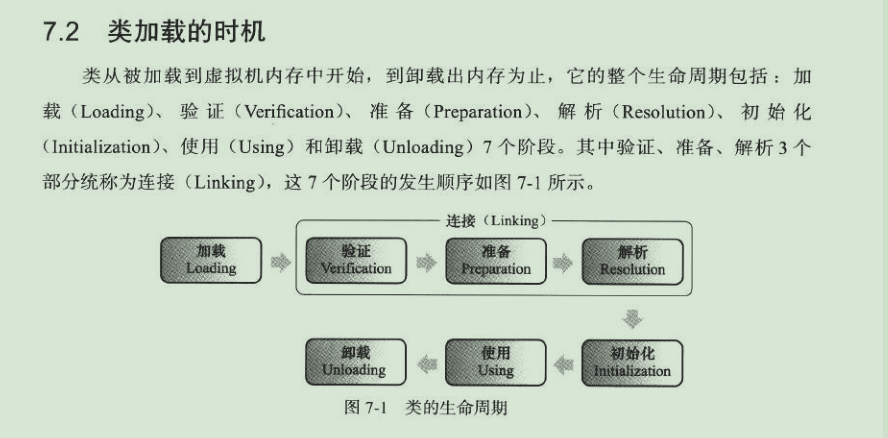 7.2 类加载的时机
类从被加载到虚拟机内存中开始，到卸载出内存为止，它的整个生命周期包括：加
载（Loading）、验证（Verification）、准备（Preparation）、解析（Resolution）、初始化
（Initialization）、使用（Using）和卸载（Unloading）7个阶段。其中验证、准备、解析3个
部分统称为连接（Linking），这7个阶段的发生顺序如图7-1所示。
连接（Linking）
加载
Loading
验证
Verification
准备
Preparation
解析
Resolution
卸载
Unloading
使用
Using
初始化
Initialization
图7-1 类的生命周期